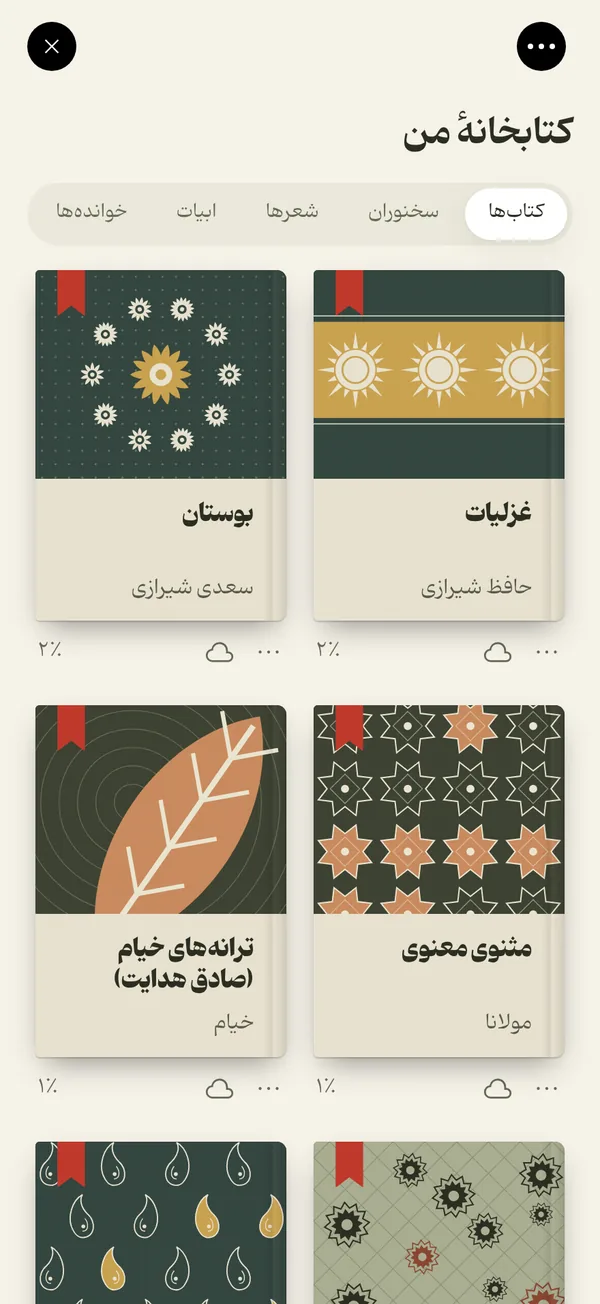 کتابخانهٔ من
کتاب‌ها سخنوران شعرها ابیات خوانده‌ها
غزلیات
حافظ شیرازی
۲٪
بوستان
سعدی شیرازی
۲٪
مثنوی معنوی
مولانا
۱٪
ترانه‌های خیام
(صادق هدایت)
خیام
۱٪